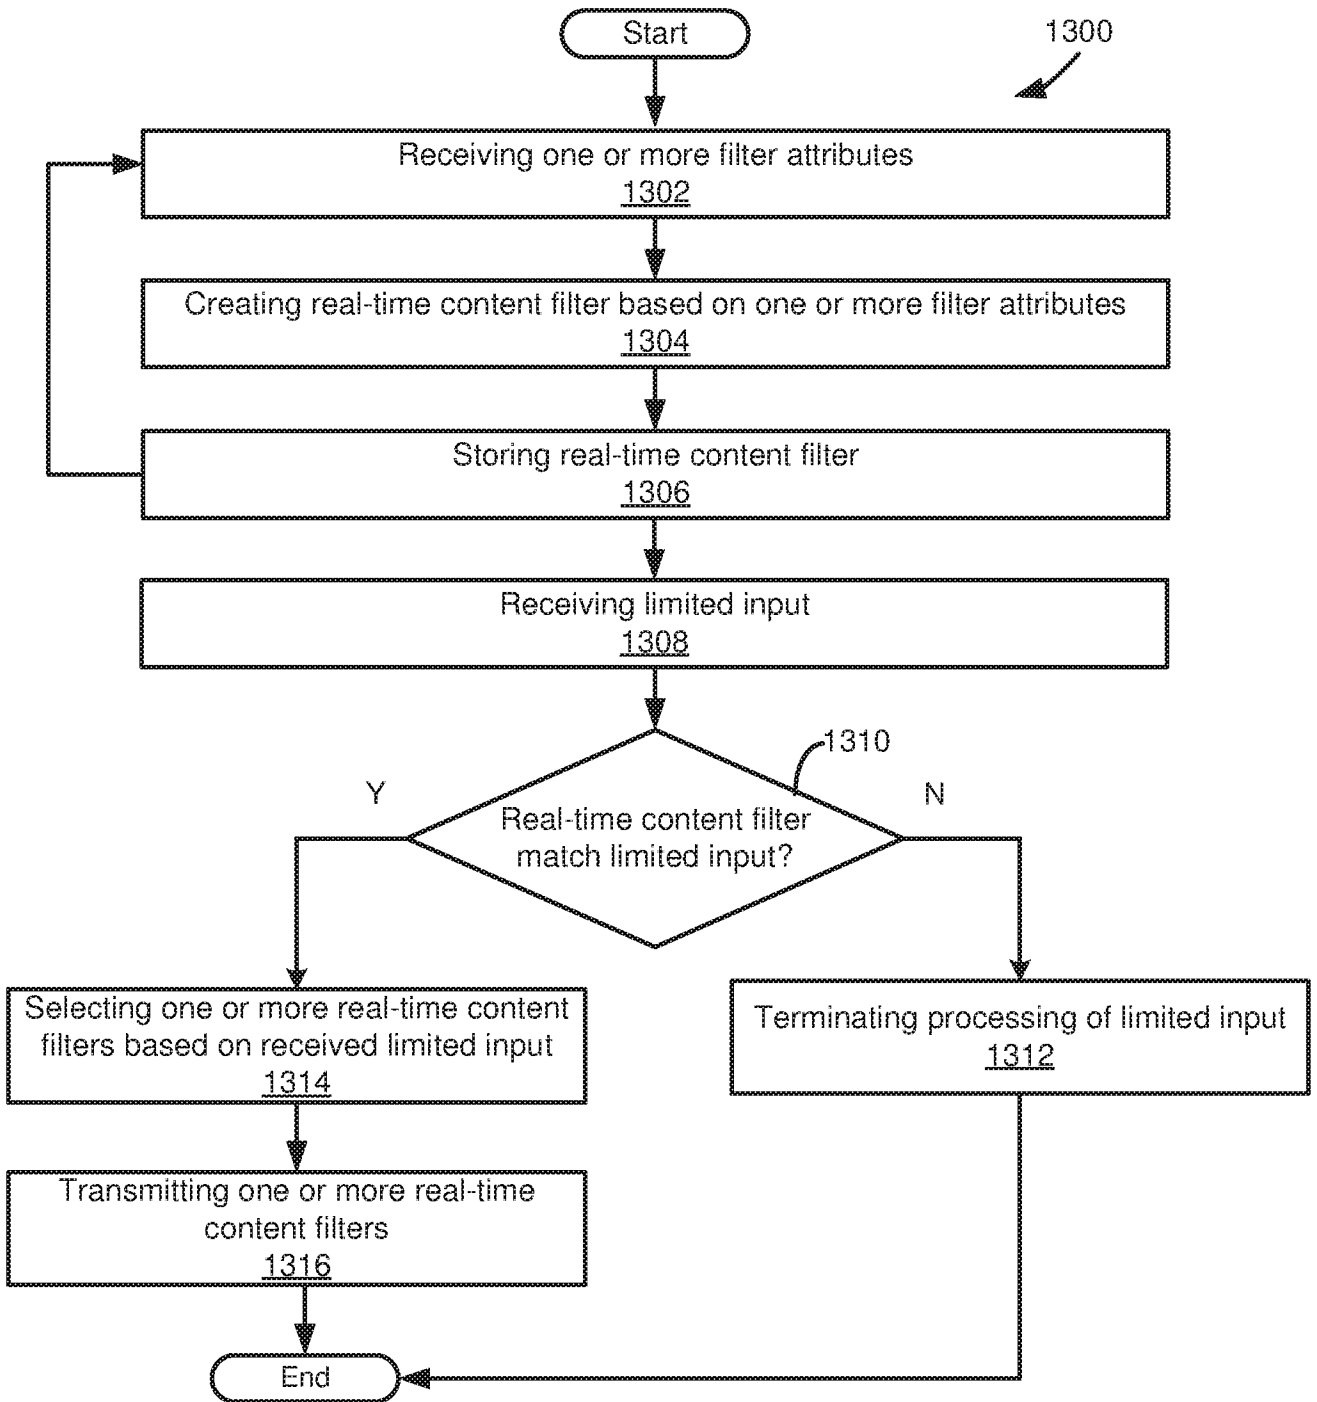 Start
1300
Receiving one or more filter attributes
1302
Creating real-time content filter based on one or more filter attributes
1304
Storing real-time content filter
1306
Receiving limited input
1308
1310
Y
N
Real-time content filter
match limited input?
Selecting one or more real-time content
filters based on received limited input
1314
Terminating processing of limited input
1312
Transmitting one or more real-time
content filters
1316
End